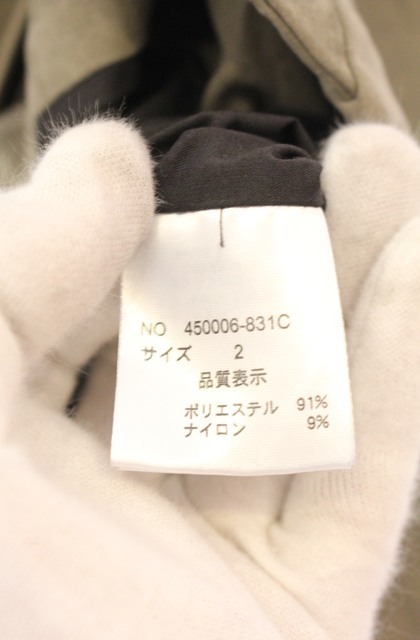 NO 450006-831C
サイズ 2
品質表示
ポリエステル 91%
ナイロン 9%